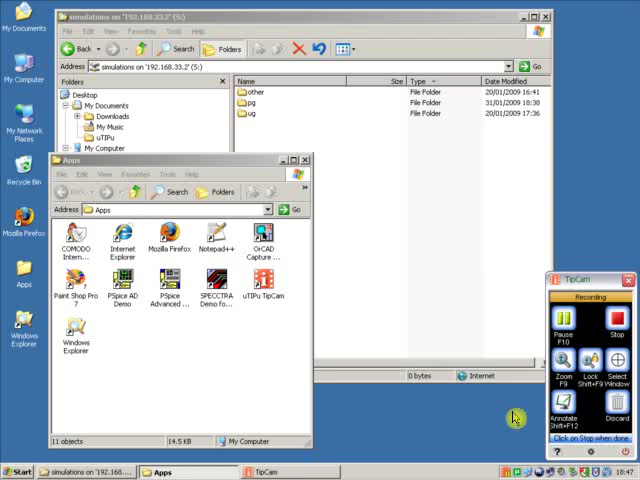 My Documents
My Computer
My Network
Places
Recycle Bin
Mozilla Firefox
Apps
Windows
Explorer
simulations on '192.168.33.2' (S:)
File Edit View Favorites Tools Help
Back Search Folders
Address simulations on '192.168.33.2' (S:) Go
Folders
Desktop
My Documents
Downloads
My Music
uTIPu
My Computer
Name Size Type Date Modified
other File Folder 20/01/2009 16:41
pg File Folder 31/01/2009 18:38
ug File Folder 20/01/2009 17:36
0 bytes Internet
Apps
File Edit View Favorites Tools Help
Back Search Folders »
Address Apps Go
COMODO
Intern...
Internet
Explorer
Mozilla Firefox
Notepad++
OrCAD
Capture ...
Paint Shop Pro
7
PSpice AD
Demo
PSpice
Advanced ...
SPECCTRA
Demo fo...
uTIPu TipCam
Windows
Explorer
11 objects 14.5 KB My Computer
TipCam
Recording
Pause
F10
Stop
Zoom
F9
Lock
Shift+F9
Select
Window
Annotate
Shift+F12
Discard
Click on Stop when done
?
Start simulations on '192.168.... Apps TipCam 18:47